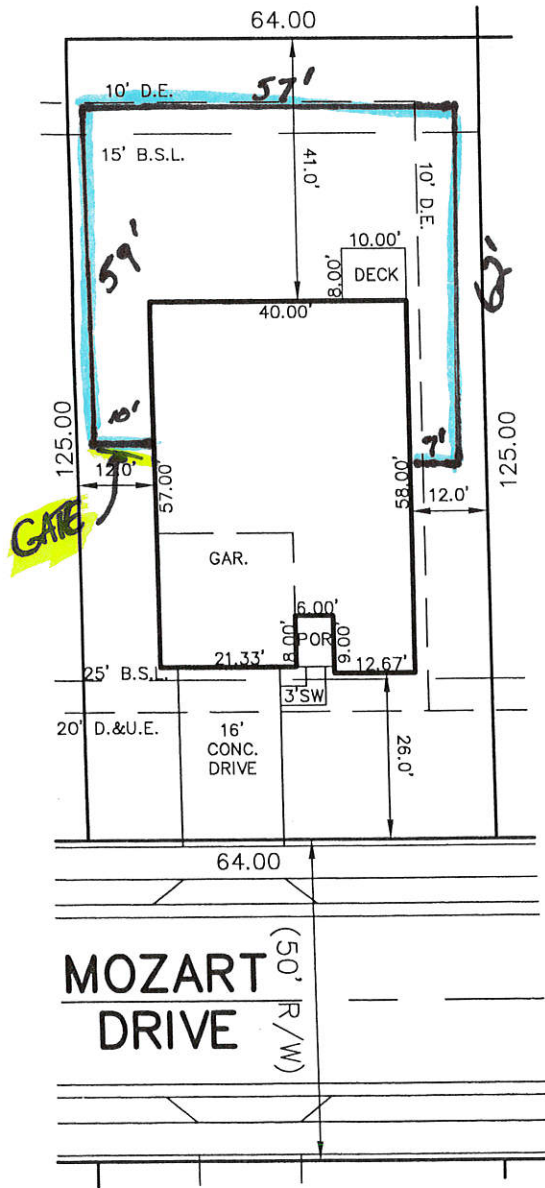 64.00
10' D.E.
57'
15' B.S.L.
41.0'
10' D.E.
10.00'
8.00'
DECK
59'
62'
40.00'
125.00
10'
12.0'
57.00'
58.00'
7'
12.0'
125.00
GATE
GAR.
6.00'
8.00'
POR
9.00'
21.33'
12.67'
25' B.S.L.
3'SW
20' D.&U.E.
16'
CONC.
DRIVE
26.0'
64.00
(50' R/W)
MOZART
DRIVE